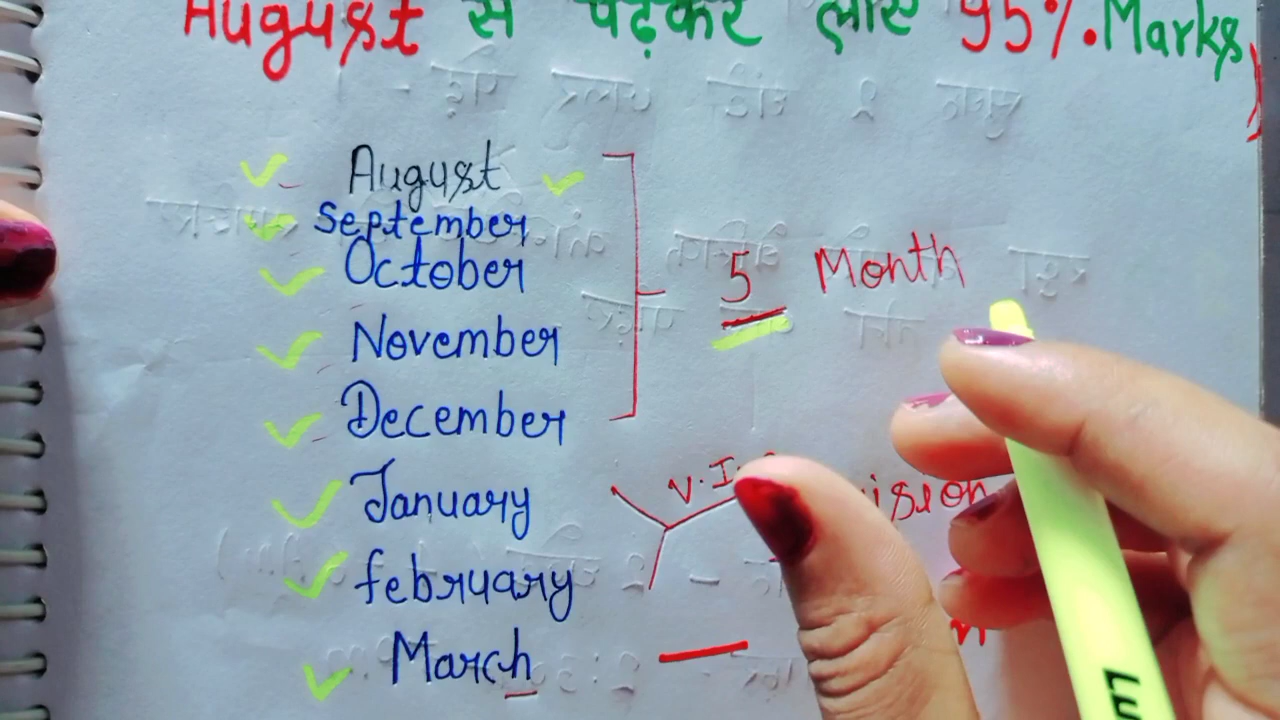 August से पढ़कर लाएं 95% Marks
August
September
October
November
December
5 Month
January
february
March